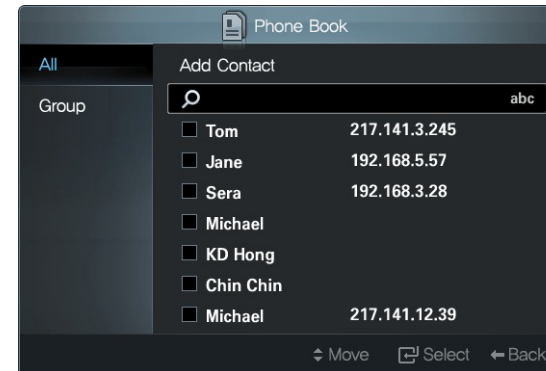 Phone Book
All
Add Contact
Group
abc
Tom 217.141.3.245
Jane 192.168.5.57
Sera 192.168.3.28
Michael
KD Hong
Chin Chin
Michael 217.141.12.39
Move Select Back